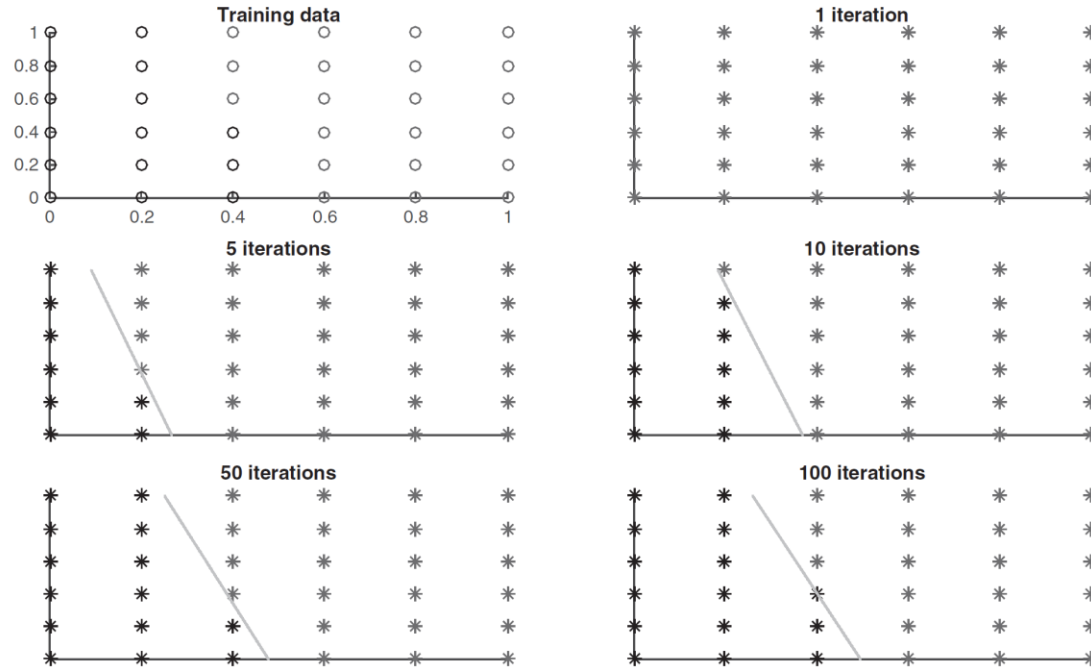 Training data
1
0.8
0.6
0.4
0.2
0
0 0.2 0.4 0.6 0.8 1
1 iteration
5 iterations
10 iterations
50 iterations
100 iterations